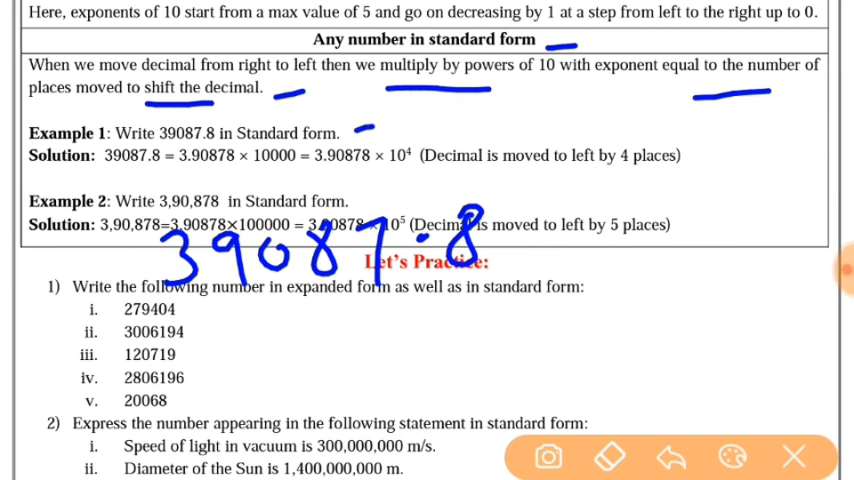 Here, exponents of 10 start from a max value of 5 and go on decreasing by 1 at a step from left to the right up to 0.
Any number in standard form
When we move decimal from right to left then we multiply by powers of 10 with exponent equal to the number of
places moved to shift the decimal.
Example 1: Write 39087.8 in Standard form.
Solution: 39087.8 = 3.90878 × 10000 = 3.90878 × 10⁴ (Decimal is moved to left by 4 places)
Example 2: Write 3,90,878 in Standard form.
Solution: 3,90,878=3.90878×100000 = 3.90878 × 10⁵ (Decimal is moved to left by 5 places)
39087.8
Let's Practice:
1) Write the following number in expanded form as well as in standard form:
i. 279404
ii. 3006194
iii. 120719
iv. 2806196
v. 20068
2) Express the number appearing in the following statement in standard form:
i. Speed of light in vacuum is 300,000,000 m/s.
ii. Diameter of the Sun is 1,400,000,000 m.